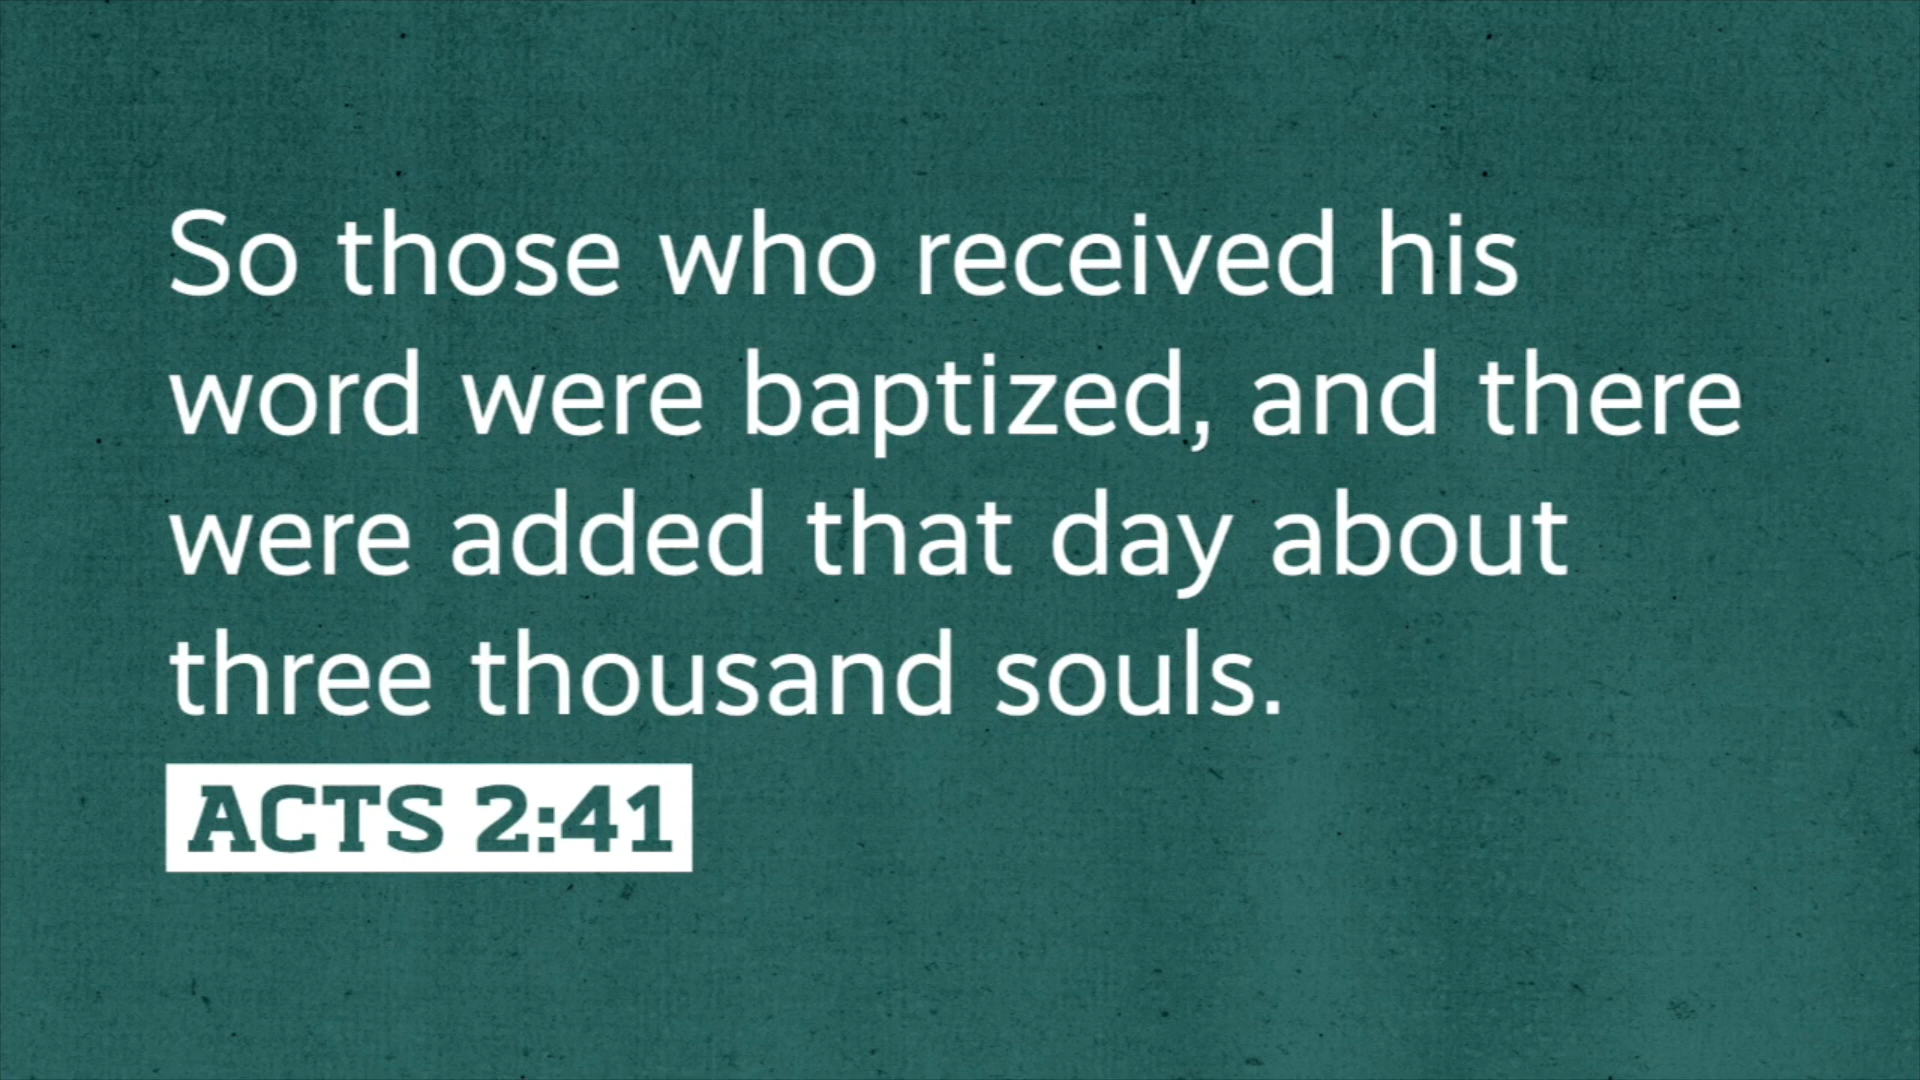 So those who received his
word were baptized, and there
were added that day about
three thousand souls.
ACTS 2:41